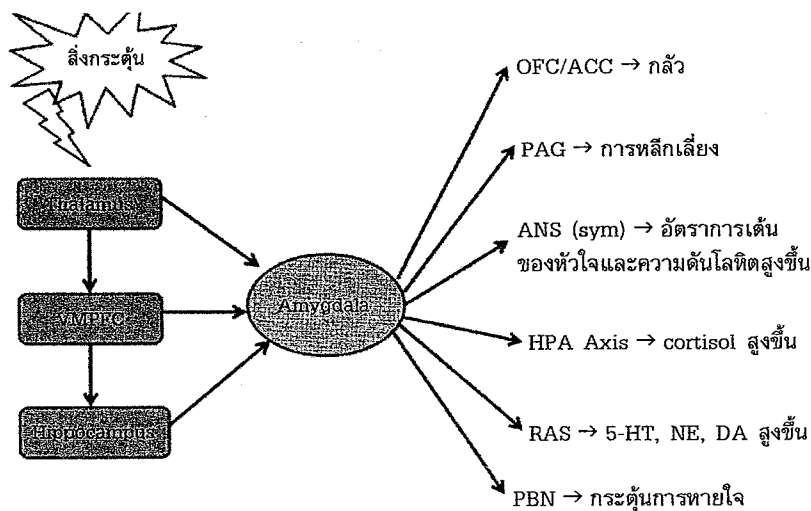 สิ่งกระตุ้น
Thalamus
VMPFC
Hippocampus
Amygdala
OFC/ACC → กลัว
PAG → การหลีกเลี่ยง
ANS (sym) → อัตราการเต้น
ของหัวใจและความดันโลหิตสูงขึ้น
HPA Axis → cortisol สูงขึ้น
RAS → 5-HT, NE, DA สูงขึ้น
PBN → กระตุ้นการหายใจ